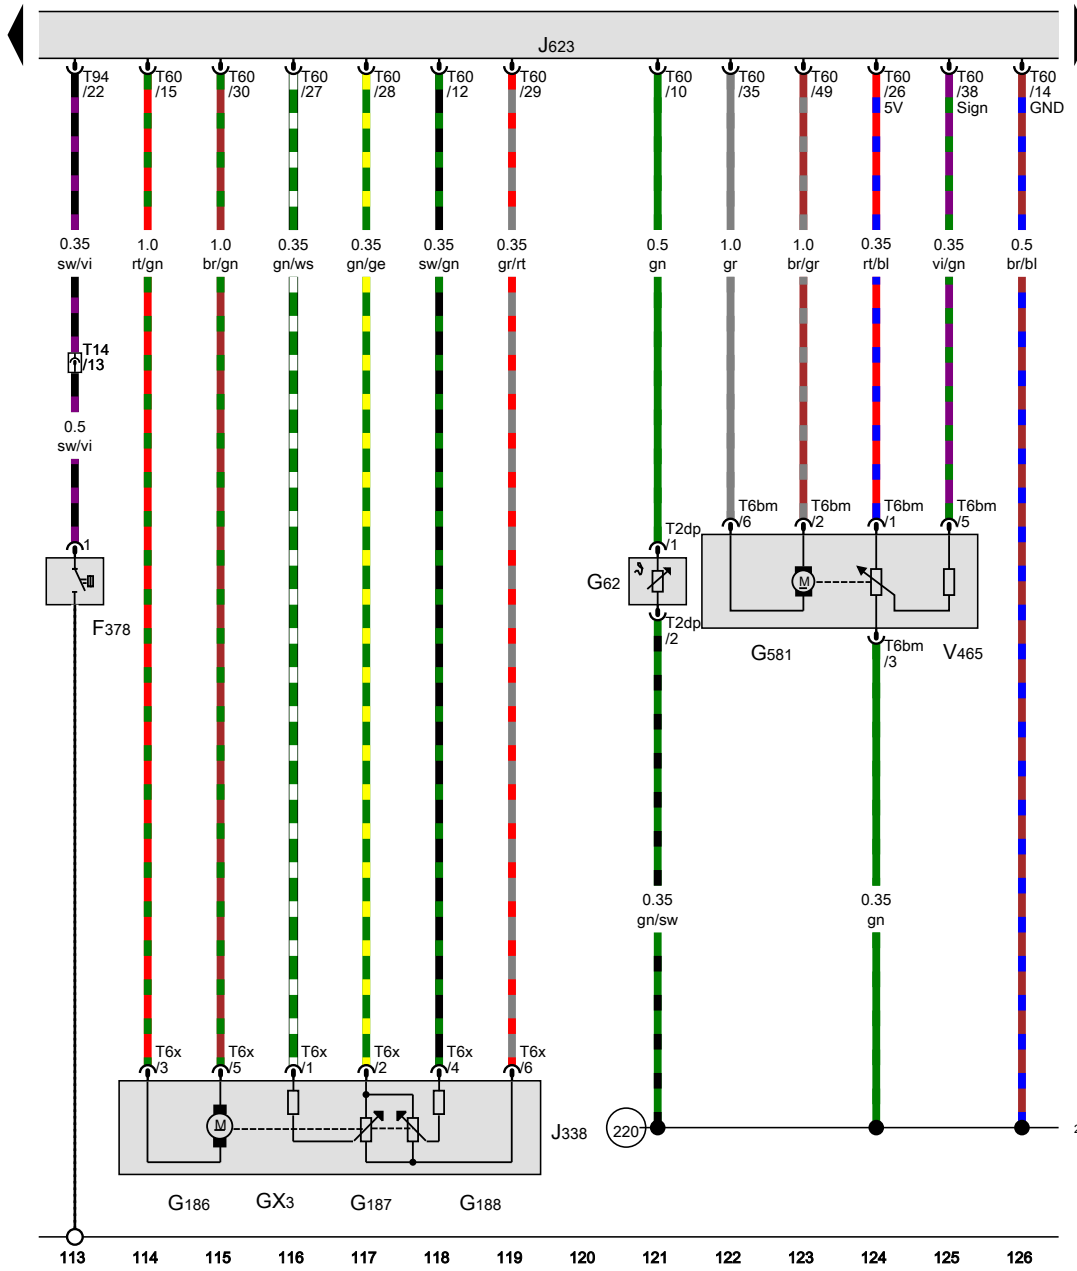 J623
T94 T60 T60 T60 T60 T60 T60 T60 T60 T60 T60 T60 T60
/22 /15 /30 /27 /28 /12 /29 /10 /35 /49 /26 /38 /14
5V Sign GND
0.35 1.0 1.0 0.35 0.35 0.35 0.35 0.5 1.0 1.0 0.35 0.35 0.5
sw/vi rt/gn br/gn gn/ws gn/ge sw/gn gr/rt gn gr br/gr rt/bl vi/gn br/bl
T14
/13
0.5
sw/vi
T6bm T6bm T6bm T6bm
/6 /2 /1 /5
T2dp
/1
1
G62
M
T2dp
/2
F378
T6bm
/3
G581 V465
0.35 0.35
gn/sw gn
T6x T6x T6x T6x T6x T6x
/3 /5 /1 /2 /4 /6
M
J338
220
G186 GX3 G187 G188
113 114 115 116 117 118 119 120 121 122 123 124 125 126